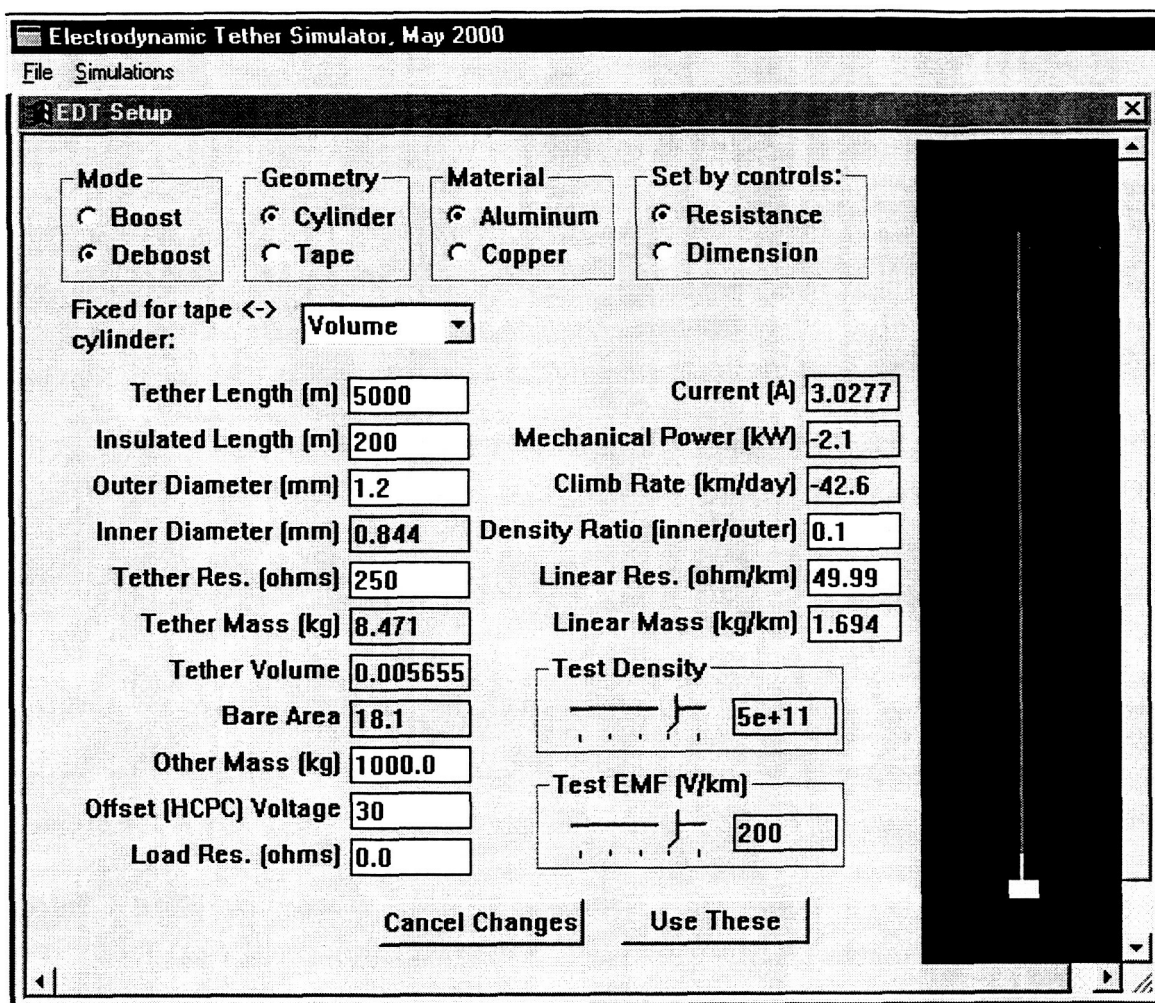 Electrodynamic Tether Simulator, May 2000
File Simulations
EDT Setup
Mode
Boost
Deboost
Geometry
Cylinder
Tape
Material
Aluminum
Copper
Set by controls:
Resistance
Dimension
Fixed for tape <->
cylinder:
Volume
Tether Length (m) 5000
Insulated Length (m) 200
Outer Diameter (mm) 1.2
Inner Diameter (mm) 0.844
Tether Res. (ohms) 250
Tether Mass (kg) 8.471
Tether Volume 0.005655
Bare Area 18.1
Other Mass (kg) 1000.0
Offset (HCPC) Voltage 30
Load Res. (ohms) 0.0
Current (A) 3.0277
Mechanical Power (kW) -2.1
Climb Rate (km/day) -42.6
Density Ratio (inner/outer) 0.1
Linear Res. (ohm/km) 49.99
Linear Mass (kg/km) 1.694
Test Density
5e+11
Test EMF (V/km)
200
Cancel Changes
Use These